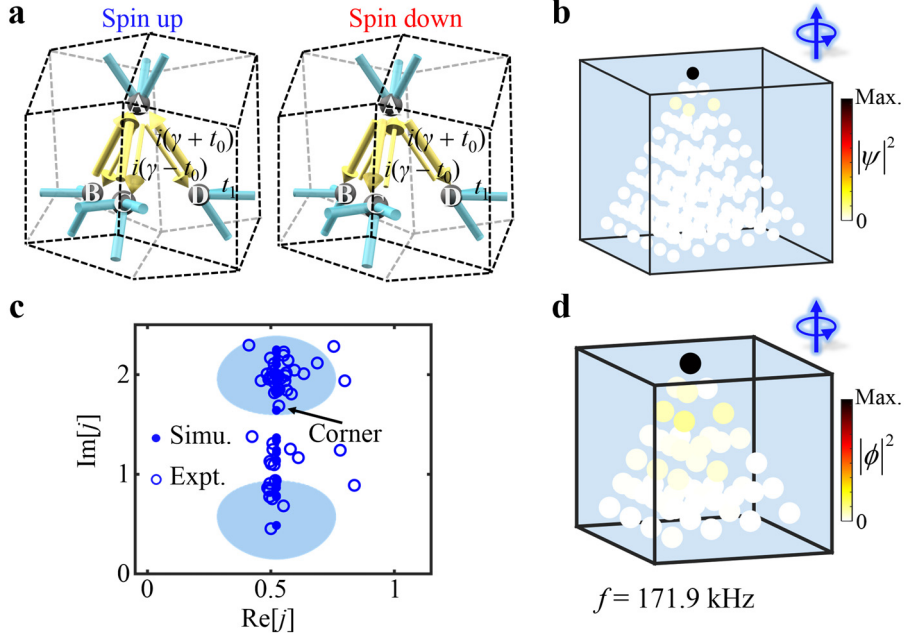 a
Spin up
Spin down
A
i(γ + t₀)
i(γ − t₀)
B
C
D
t₁
A
i(γ + t₀)
i(γ − t₀)
B
C
D
t₁
b
Max.
|ψ|²
0
c
Im[j]
2
1
0
Simu.
Expt.
Corner
0
0.5
1
Re[j]
d
Max.
|ϕ|²
0
f = 171.9 kHz